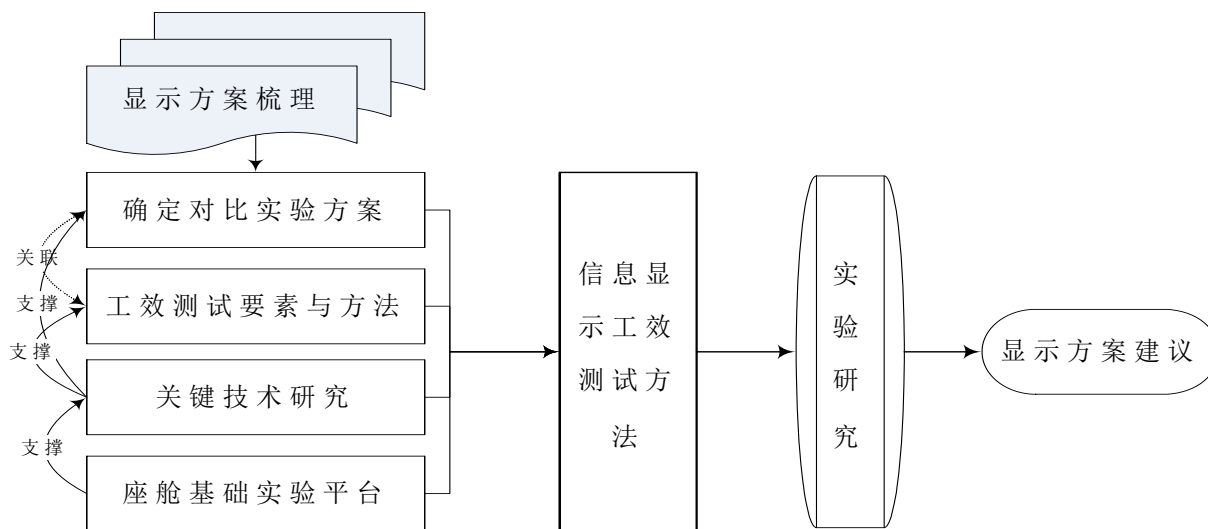 显示方案梳理
确定对比实验方案
关联
工效测试要素与方法
支撑
支撑
关键技术研究
支撑
座舱基础实验平台
信息显
示工效
测试方
法
实
验
研
究
显示方案建议